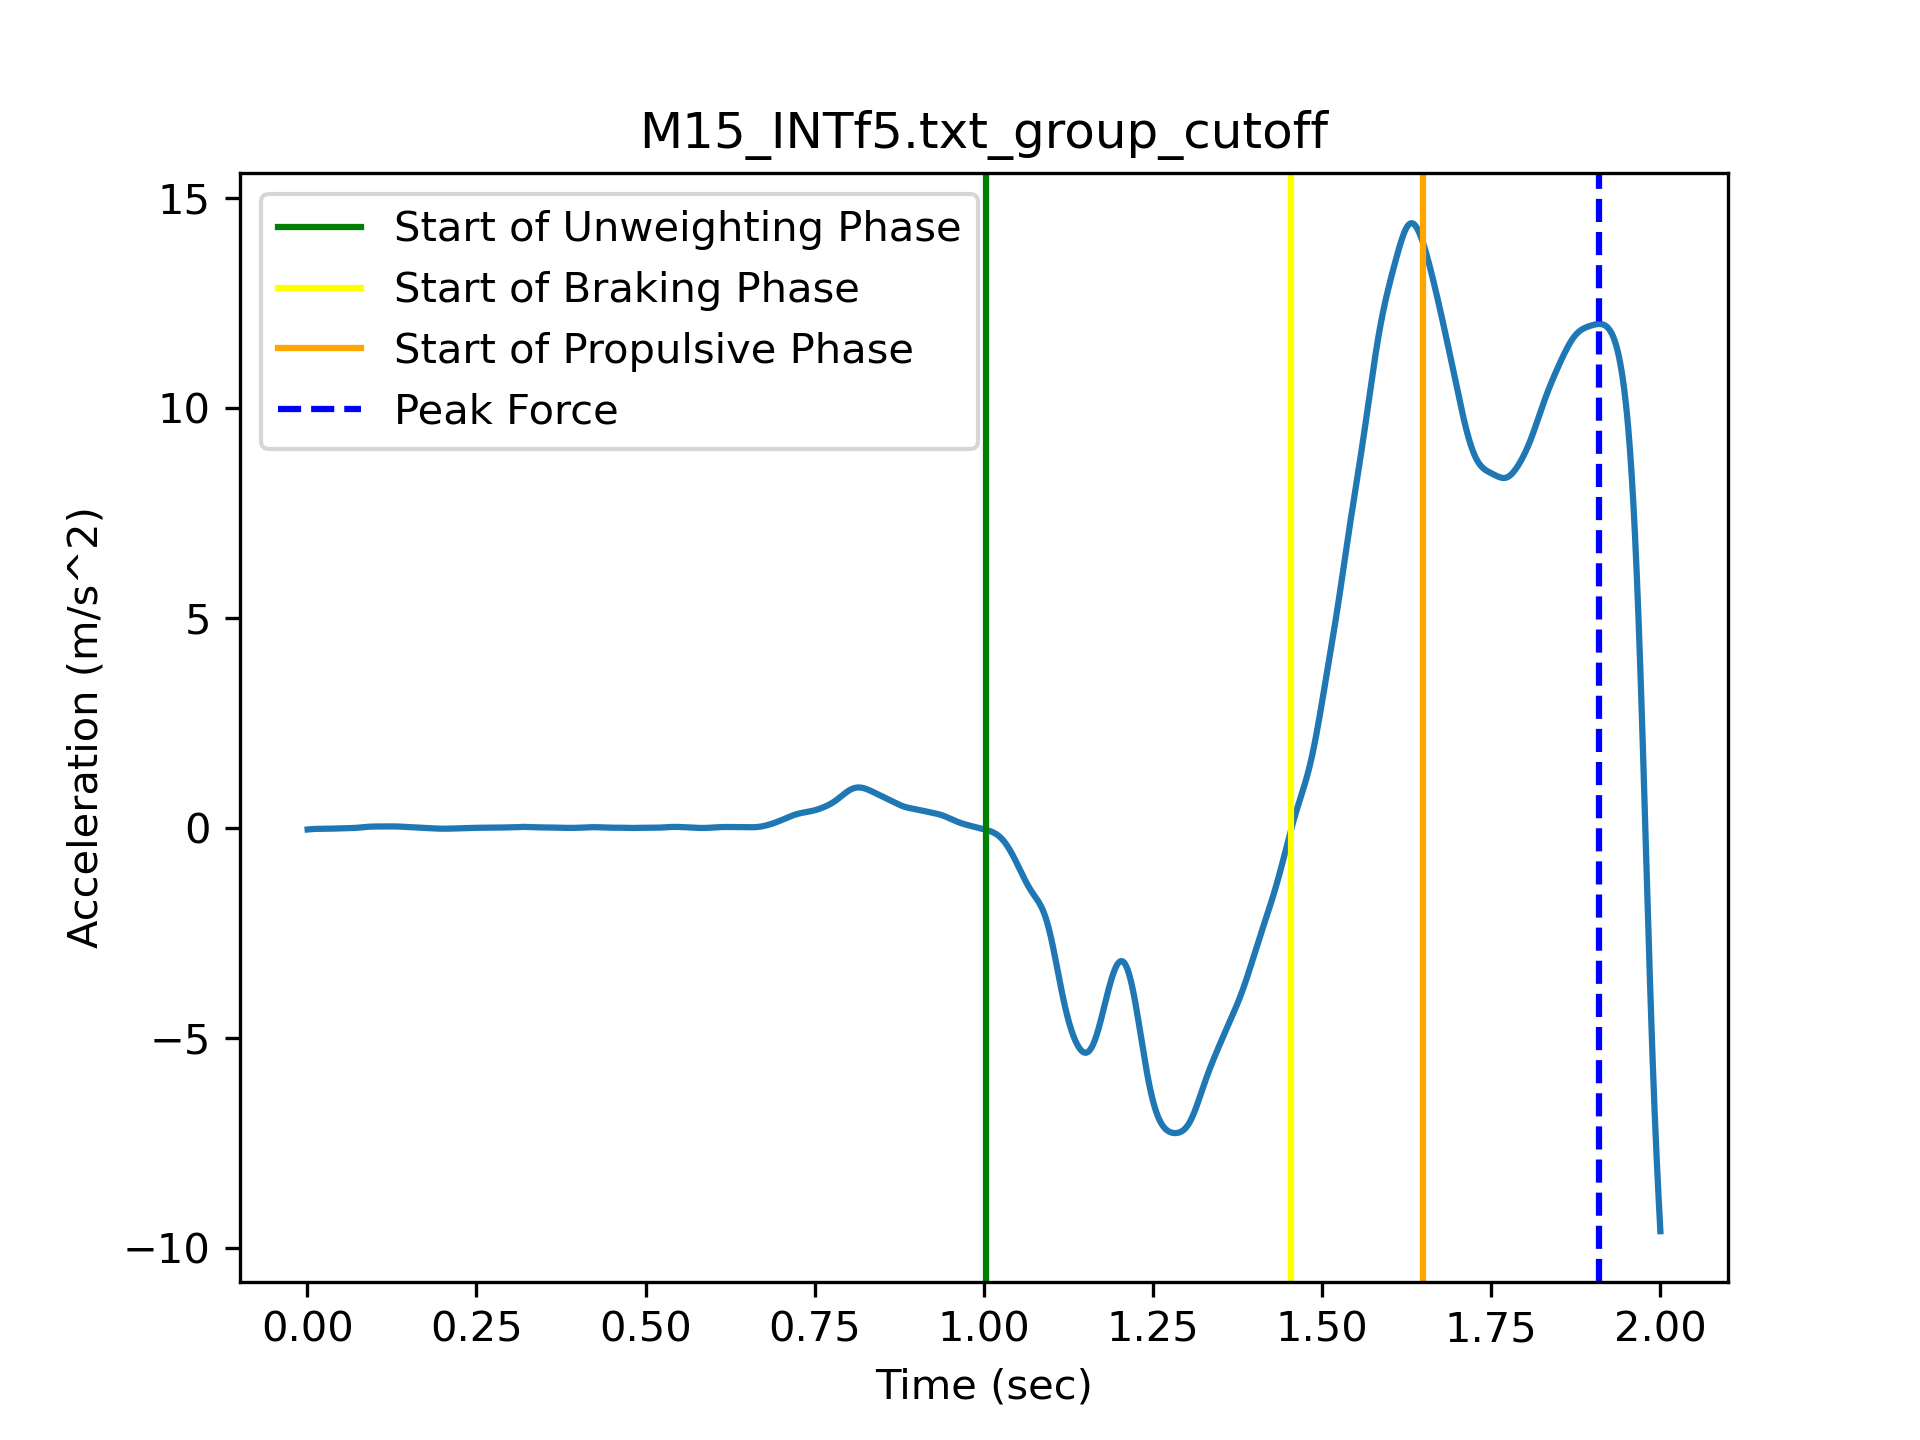 M15_INTf5.txt_group_cutoff
Start of Unweighting Phase
Start of Braking Phase
Start of Propulsive Phase
Peak Force
Acceleration (m/s^2)
15
10
5
0
−5
−10
0.00 0.25 0.50 0.75 1.00 1.25 1.50 1.75 2.00
Time (sec)